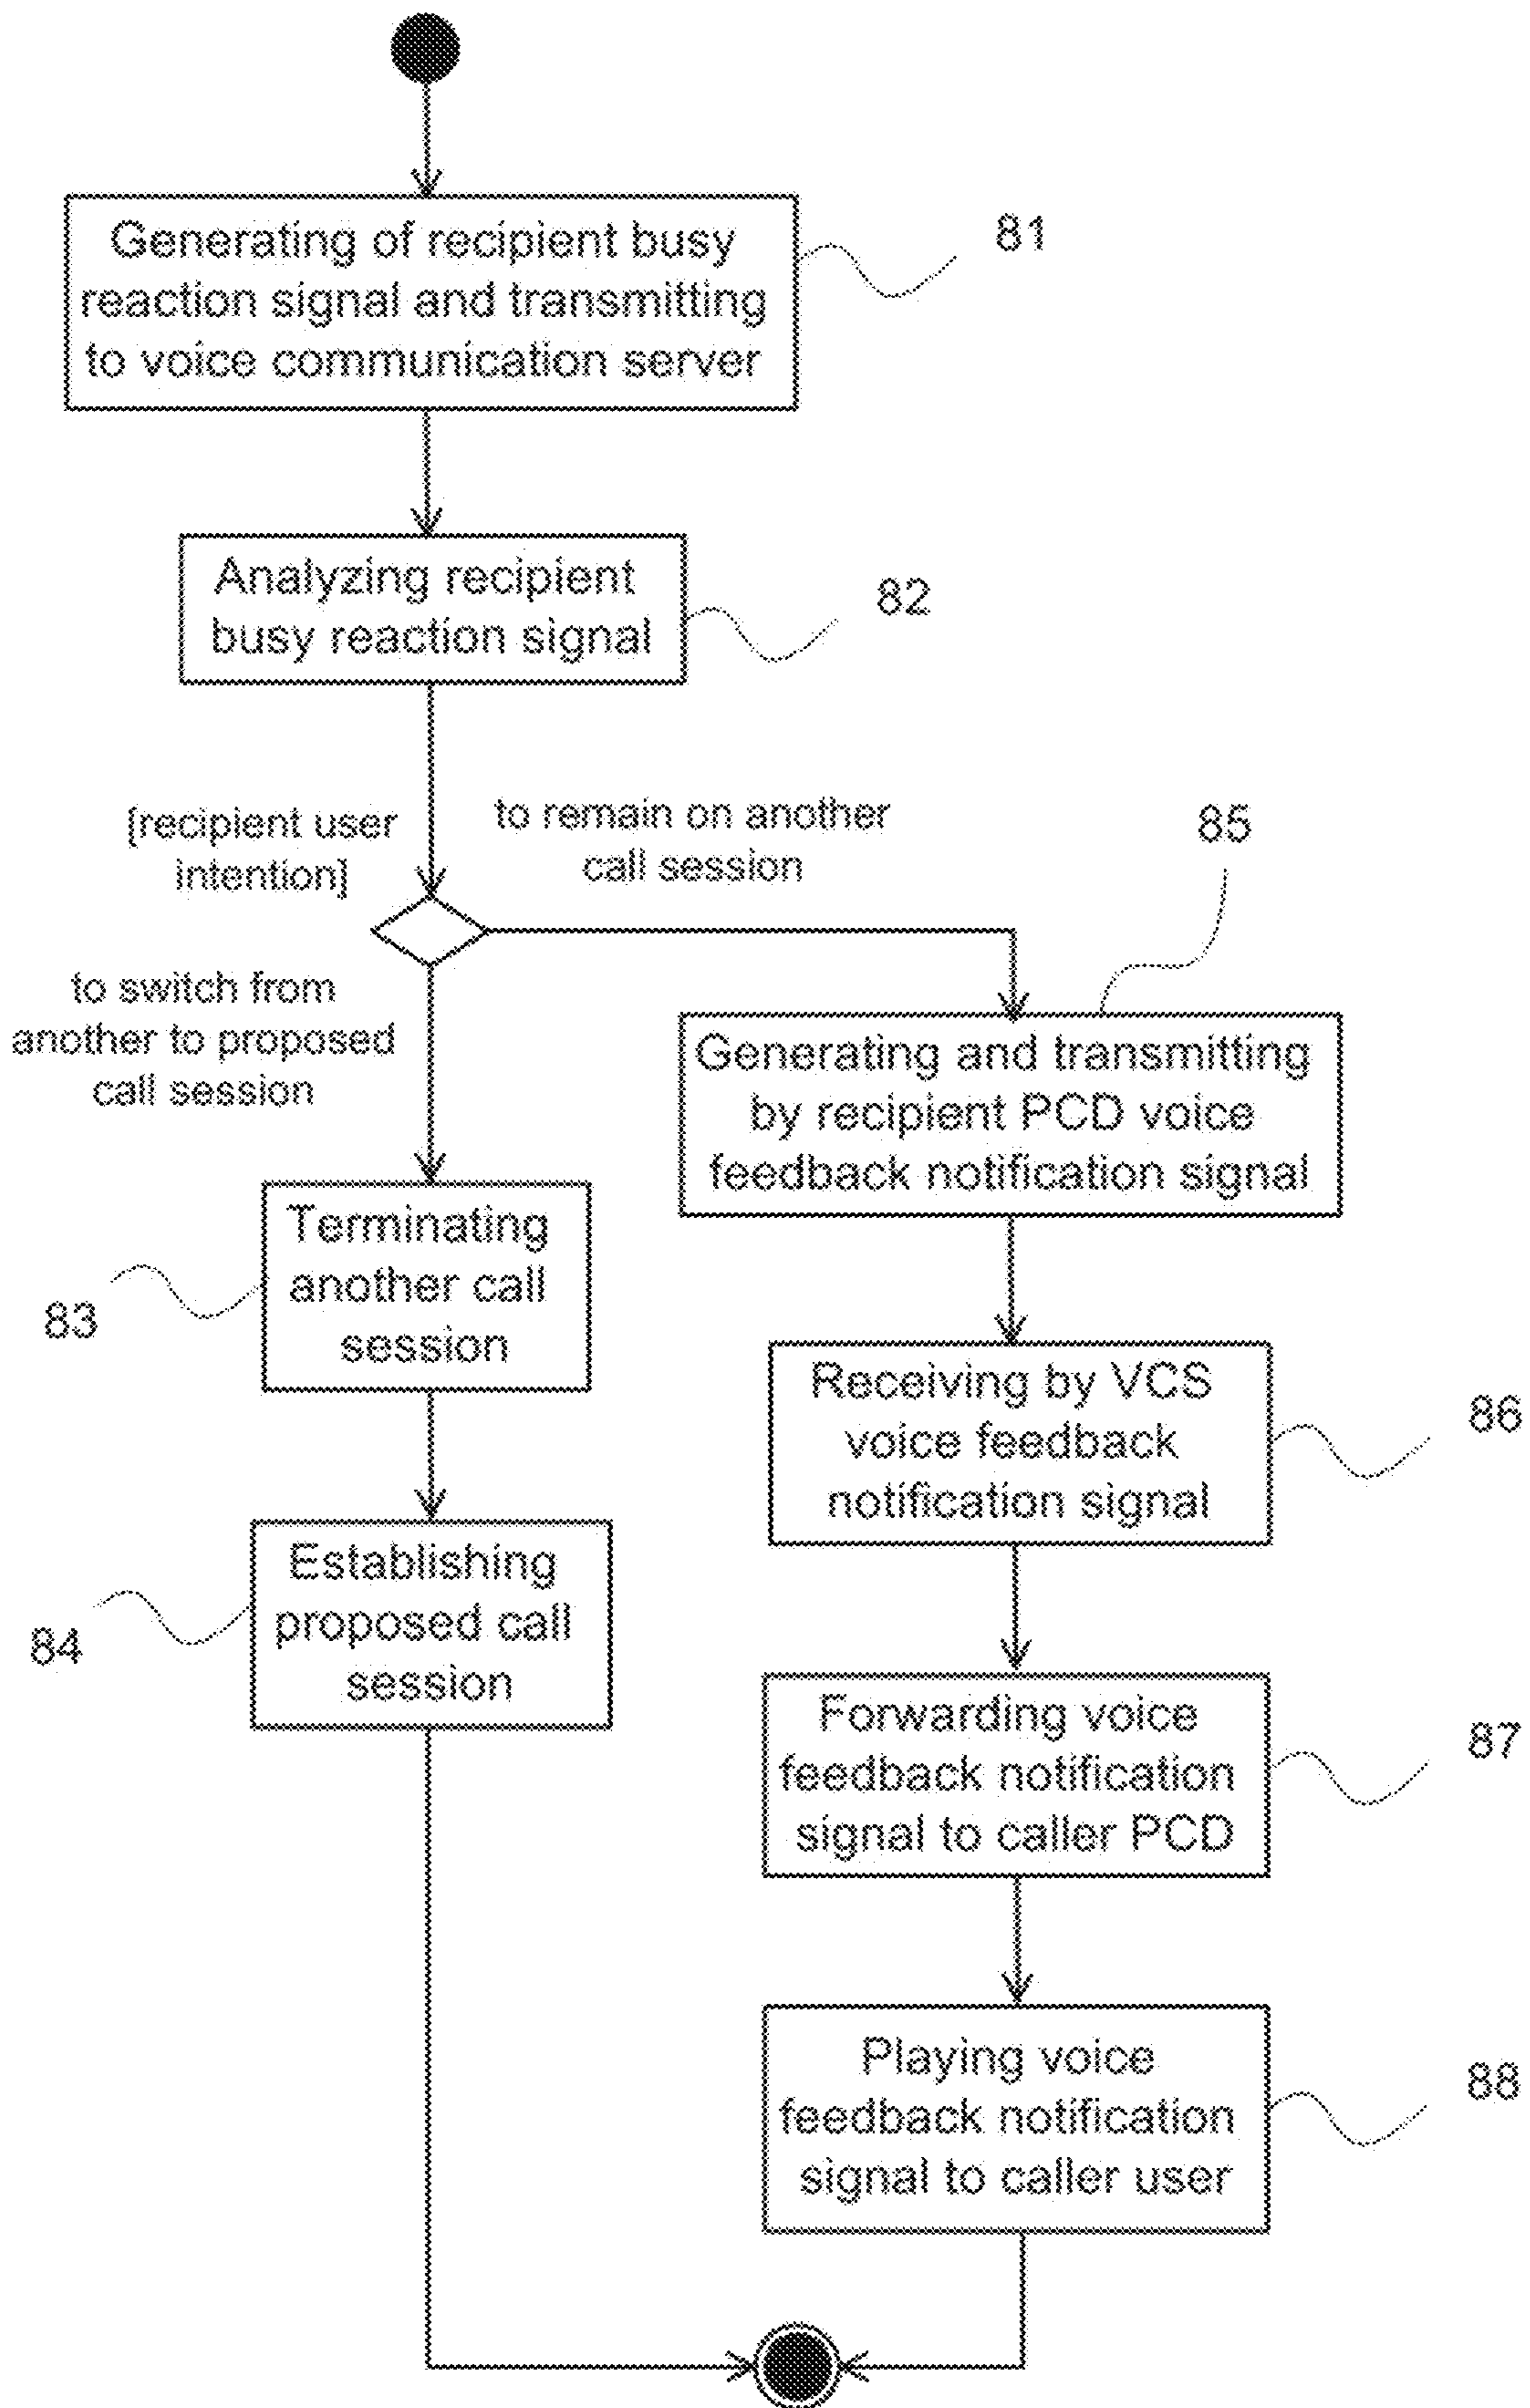 Generating of recipient busy
reaction signal and transmitting
to voice communication server
81
Analyzing recipient
busy reaction signal
82
[recipient user
intention]
to remain on another
call session
85
to switch from
another to proposed
call session
Generating and transmitting
by recipient PCD voice
feedback notification signal
Terminating
another call
session
83
Receiving by VCS
voice feedback
notification signal
86
Establishing
proposed call
session
84
Forwarding voice
feedback notification
signal to caller PCD
87
Playing voice
feedback notification
signal to caller user
88